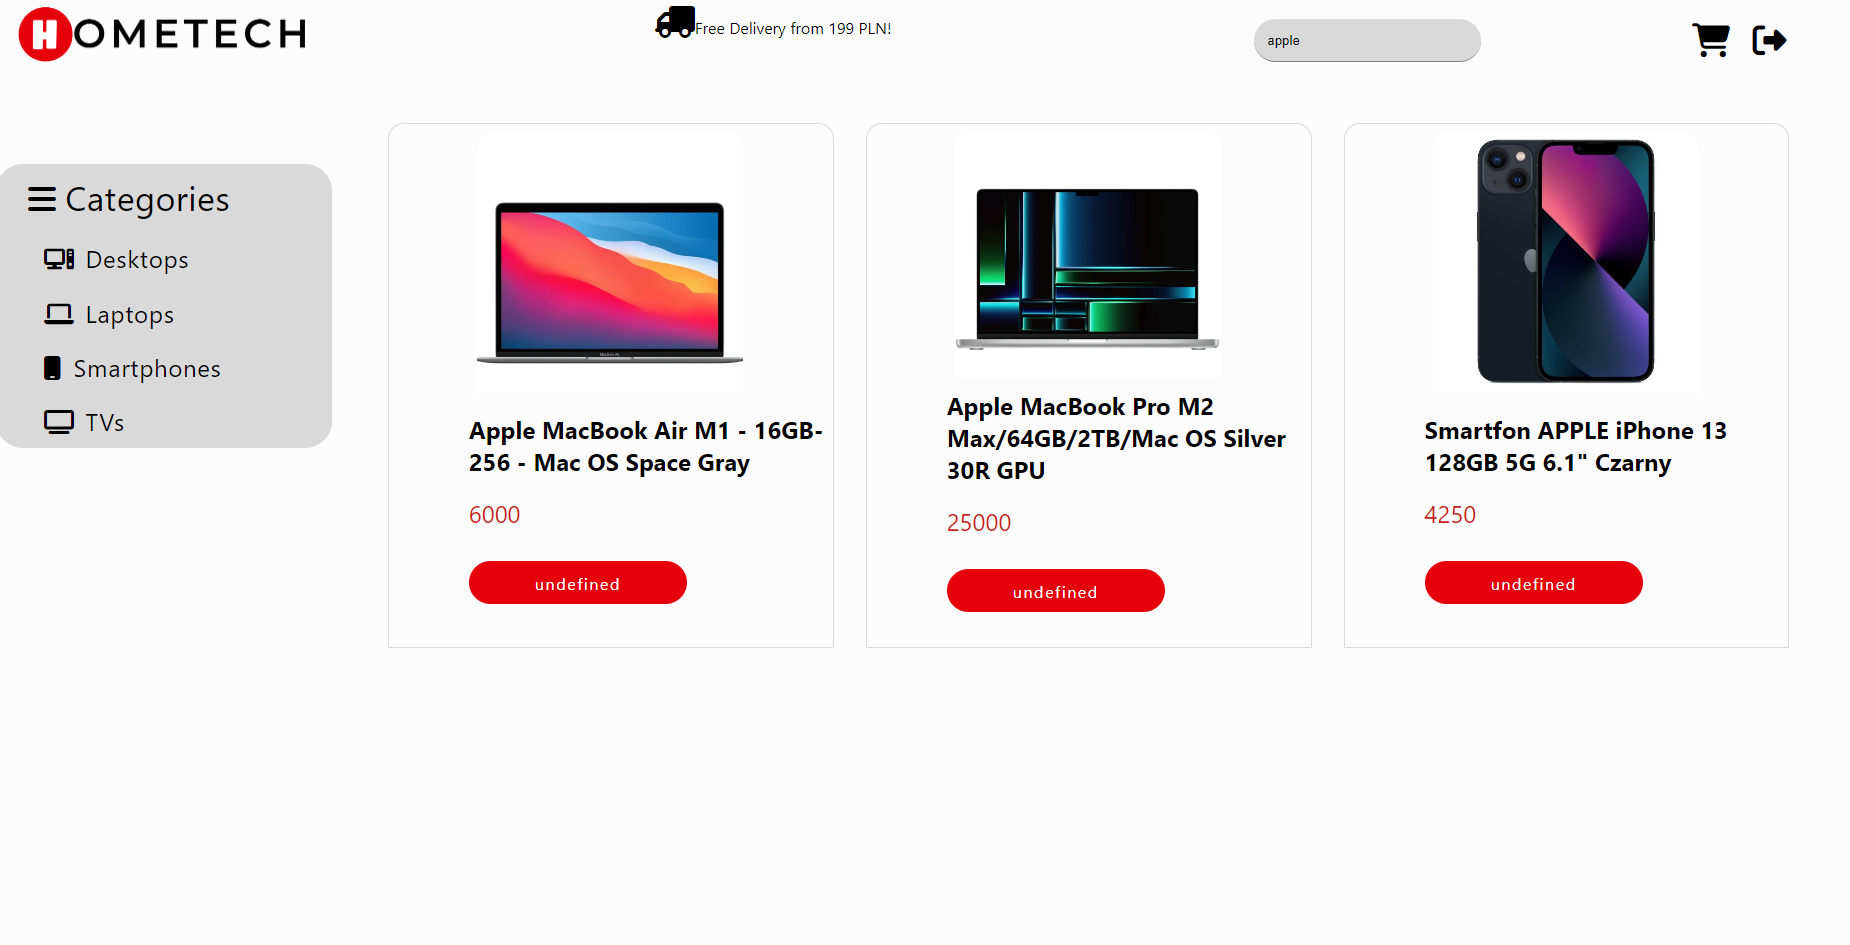 HOMETECH
Free Delivery from 199 PLN!
apple
Categories
Desktops
Laptops
Smartphones
TVs
Apple MacBook Air M1 - 16GB-
256 - Mac OS Space Gray
6000
undefined
Apple MacBook Pro M2
Max/64GB/2TB/Mac OS Silver
30R GPU
25000
undefined
Smartfon APPLE iPhone 13
128GB 5G 6.1" Czarny
4250
undefined